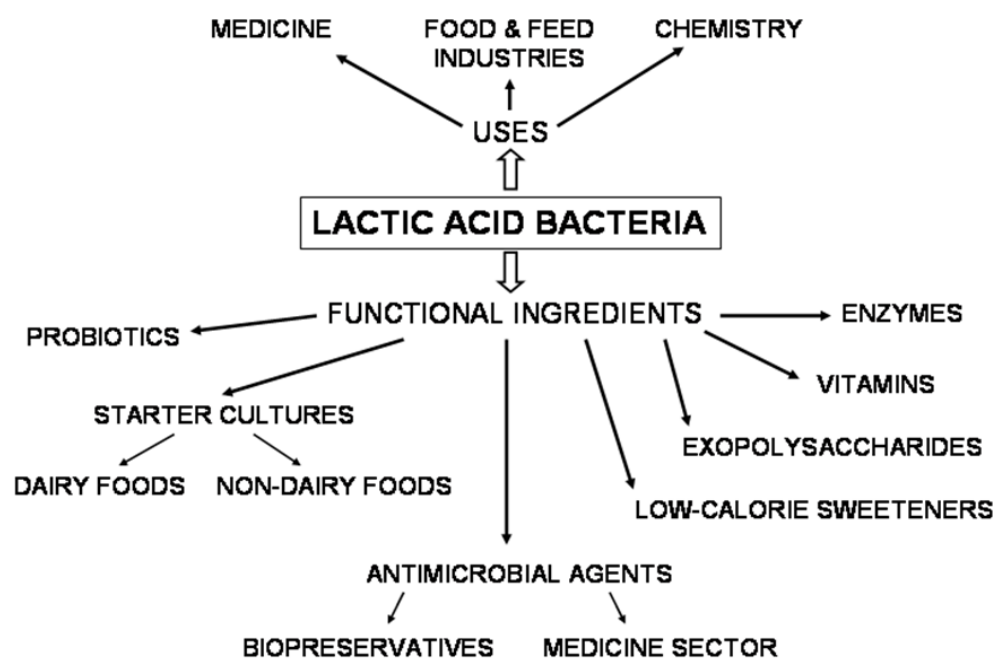 MEDICINE
FOOD & FEED
INDUSTRIES
CHEMISTRY
USES
LACTIC ACID BACTERIA
FUNCTIONAL INGREDIENTS
PROBIOTICS
ENZYMES
VITAMINS
STARTER CULTURES
EXOPOLYSACCHARIDES
DAIRY FOODS
NON-DAIRY FOODS
LOW-CALORIE SWEETENERS
ANTIMICROBIAL AGENTS
BIOPRESERVATIVES
MEDICINE SECTOR